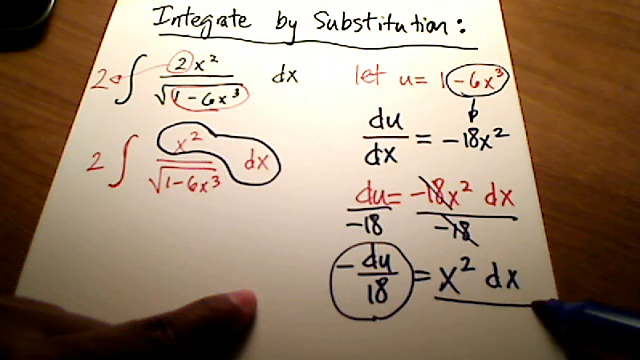 Integrate by Substitution:
2 ∫ 2x² / √(1-6x³) dx
2 ∫ x² / √(1-6x³) dx
let u = 1 -6x³
du/dx = -18x²
du/-18 = -18x² dx/-18
-du/18 = x² dx